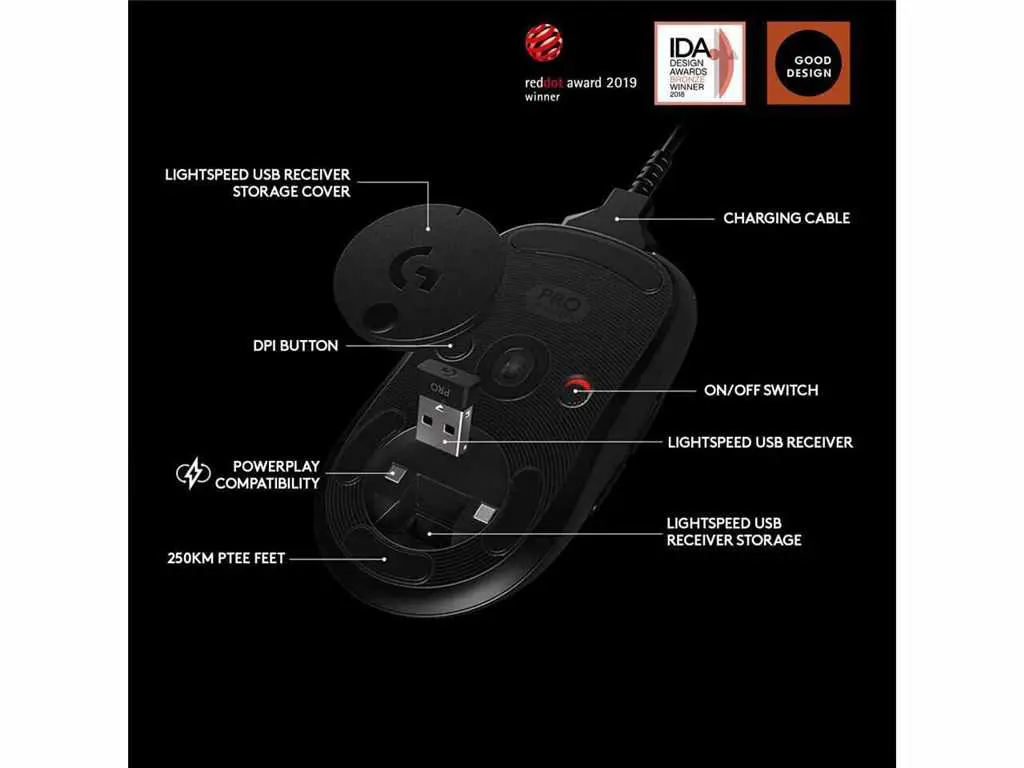 reddot award 2019
winner
IDA
DESIGN
AWARDS
BRONZE
WINNER
2018
GOOD
DESIGN
LIGHTSPEED USB RECEIVER
STORAGE COVER
CHARGING CABLE
PRO
DPI BUTTON
PRO
ON/OFF SWITCH
LIGHTSPEED USB RECEIVER
POWERPLAY
COMPATIBILITY
LIGHTSPEED USB
RECEIVER STORAGE
250KM PTEE FEET